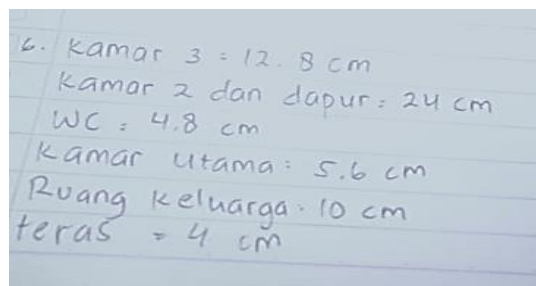 6. Kamar 3 = 12.8 cm
Kamar 2 dan dapur = 24 cm
WC = 4.8 cm
Kamar Utama = 5.6 cm
Ruang Keluarga = 10 cm
teras = 4 cm